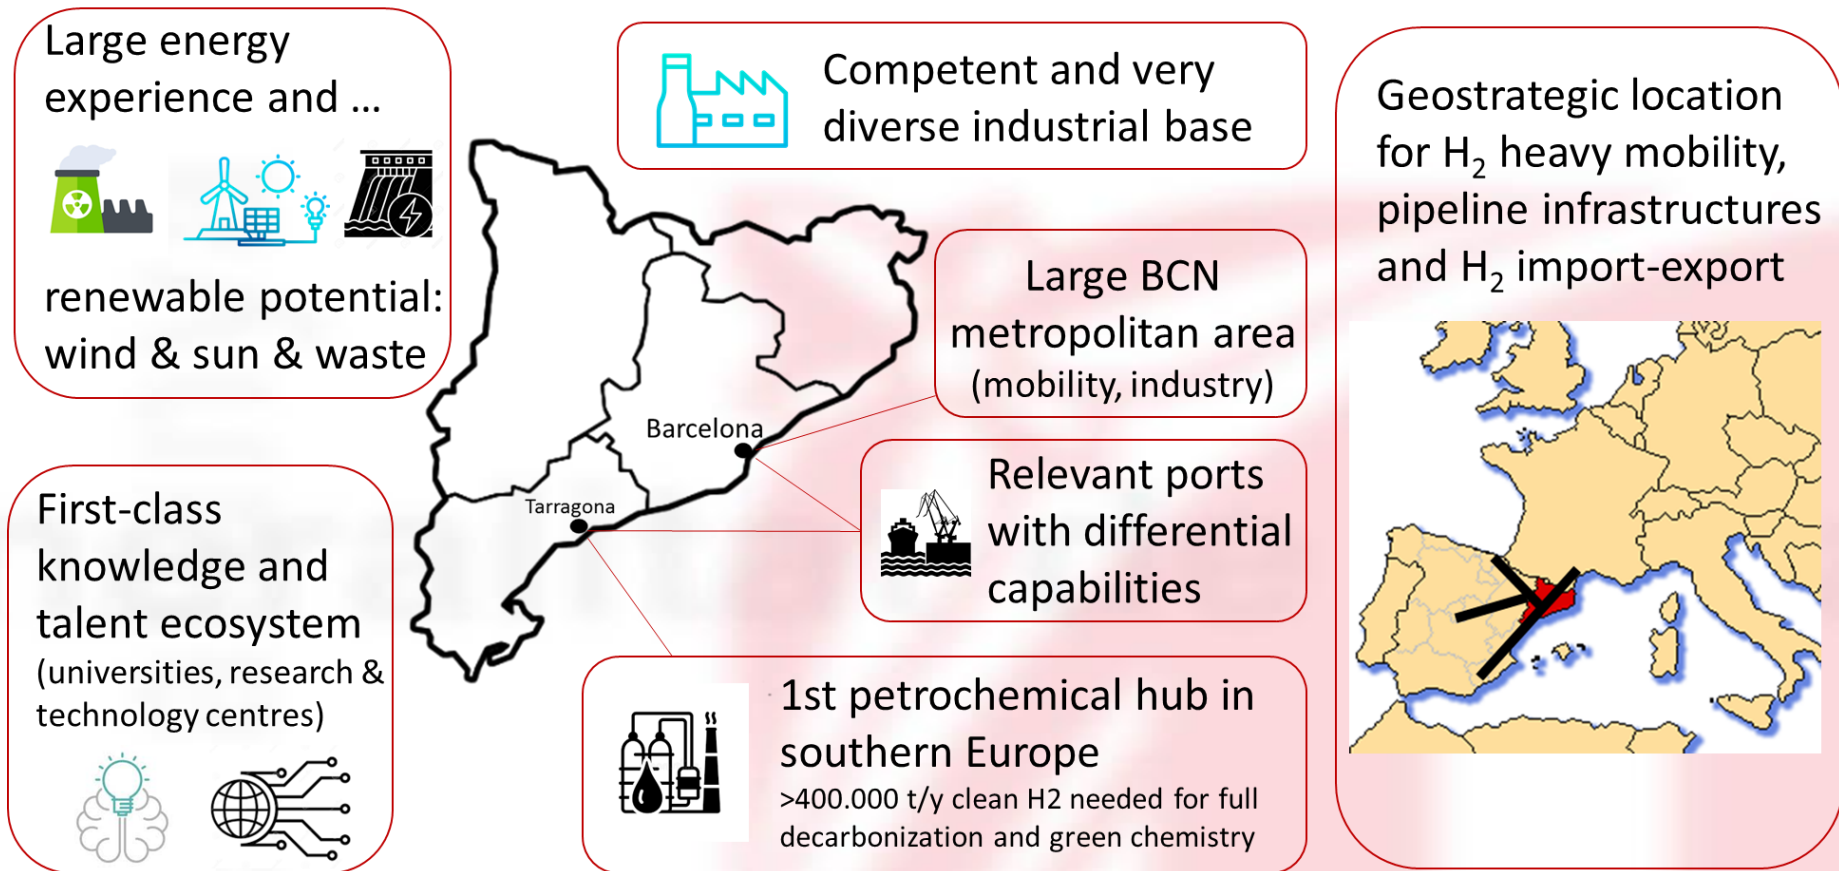 Large energy
experience and ...
renewable potential:
wind & sun & waste
Competent and very
diverse industrial base
Geostrategic location
for H₂ heavy mobility,
pipeline infrastructures
and H₂ import-export
Large BCN
metropolitan area
(mobility, industry)
Barcelona
Tarragona
Relevant ports
with differential
capabilities
First-class
knowledge and
talent ecosystem
(universities, research &
technology centres)
1st petrochemical hub in
southern Europe
>400.000 t/y clean H2 needed for full
decarbonization and green chemistry